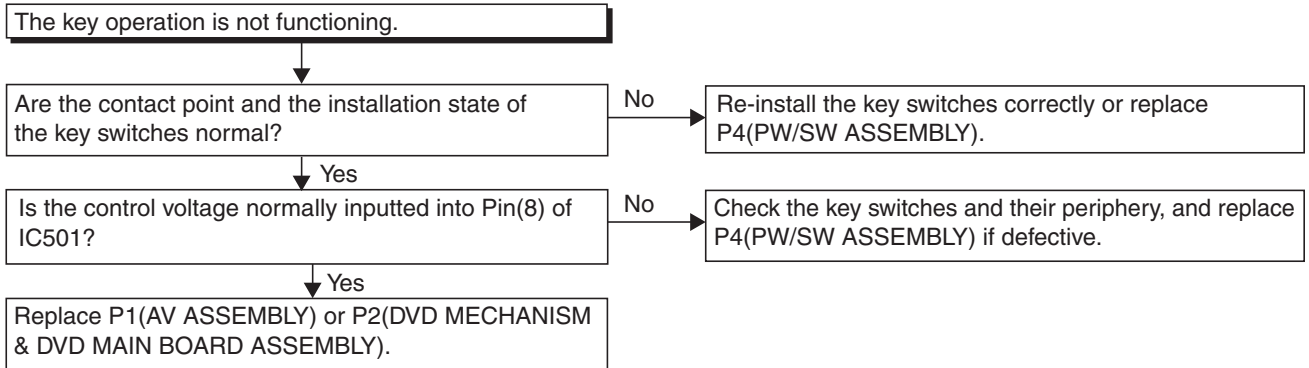 The key operation is not functioning.
Are the contact point and the installation state of
the key switches normal?
No
Re-install the key switches correctly or replace
P4(PW/SW ASSEMBLY).
Yes
Is the control voltage normally inputted into Pin(8) of
IC501?
No
Check the key switches and their periphery, and replace
P4(PW/SW ASSEMBLY) if defective.
Yes
Replace P1(AV ASSEMBLY) or P2(DVD MECHANISM
& DVD MAIN BOARD ASSEMBLY).